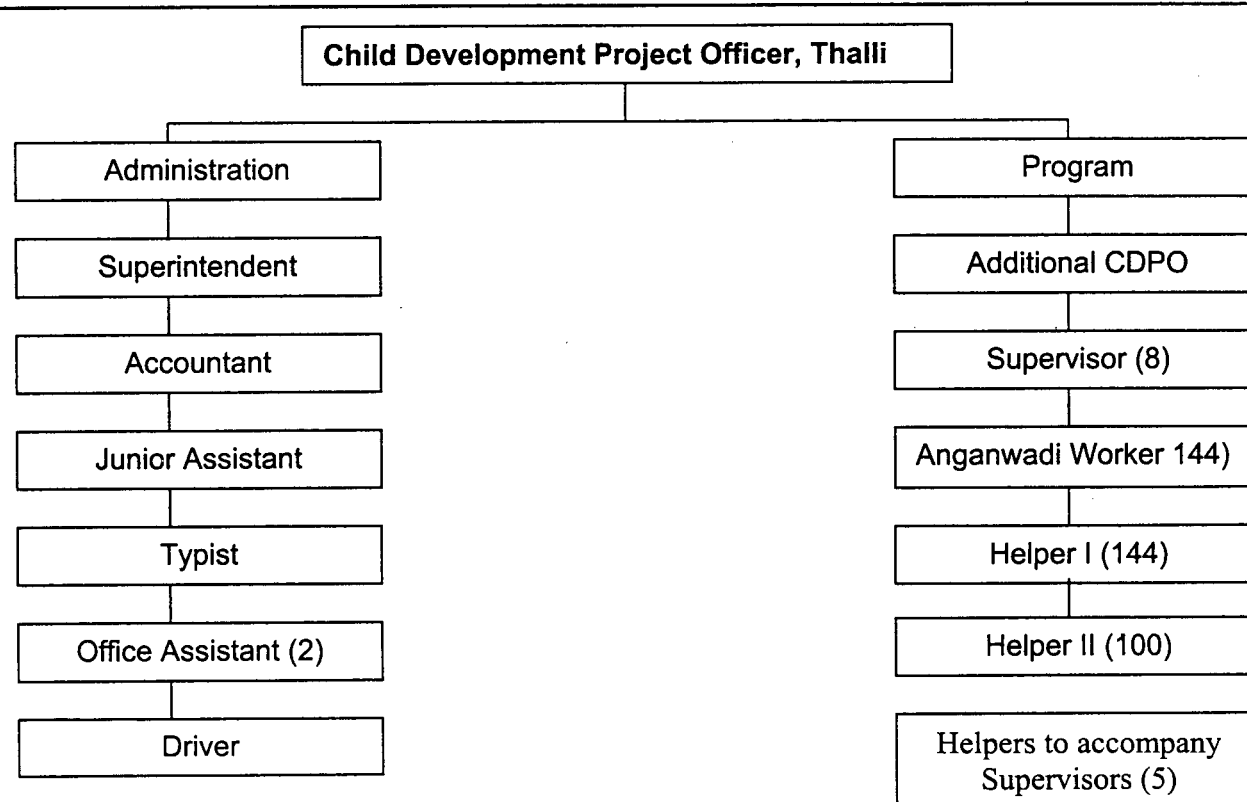 Child Development Project Officer, Thalli
Administration
Superintendent
Accountant
Junior Assistant
Typist
Office Assistant (2)
Driver
Program
Additional CDPO
Supervisor (8)
Anganwadi Worker 144)
Helper I (144)
Helper II (100)
Helpers to accompany
Supervisors (5)